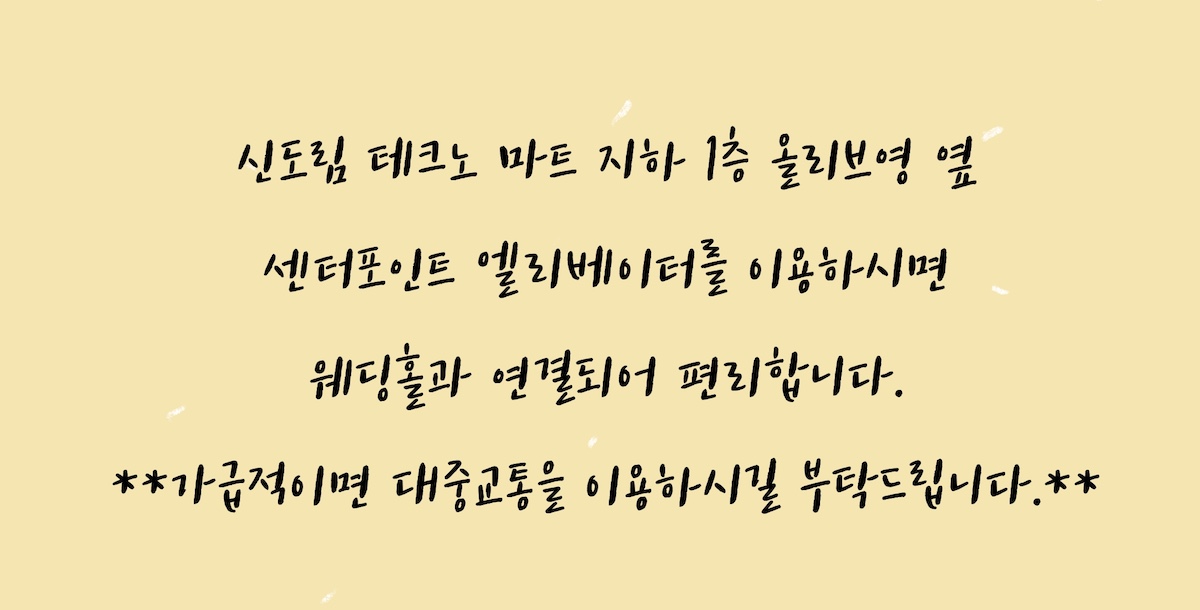 신도림 테크노 마트 지하 1층 올리브영 옆
센터포인트 엘리베이터를 이용하시면
웨딩홀과 연결되어 편리합니다.
**가급적이면 대중교통을 이용하시길 부탁드립니다.**